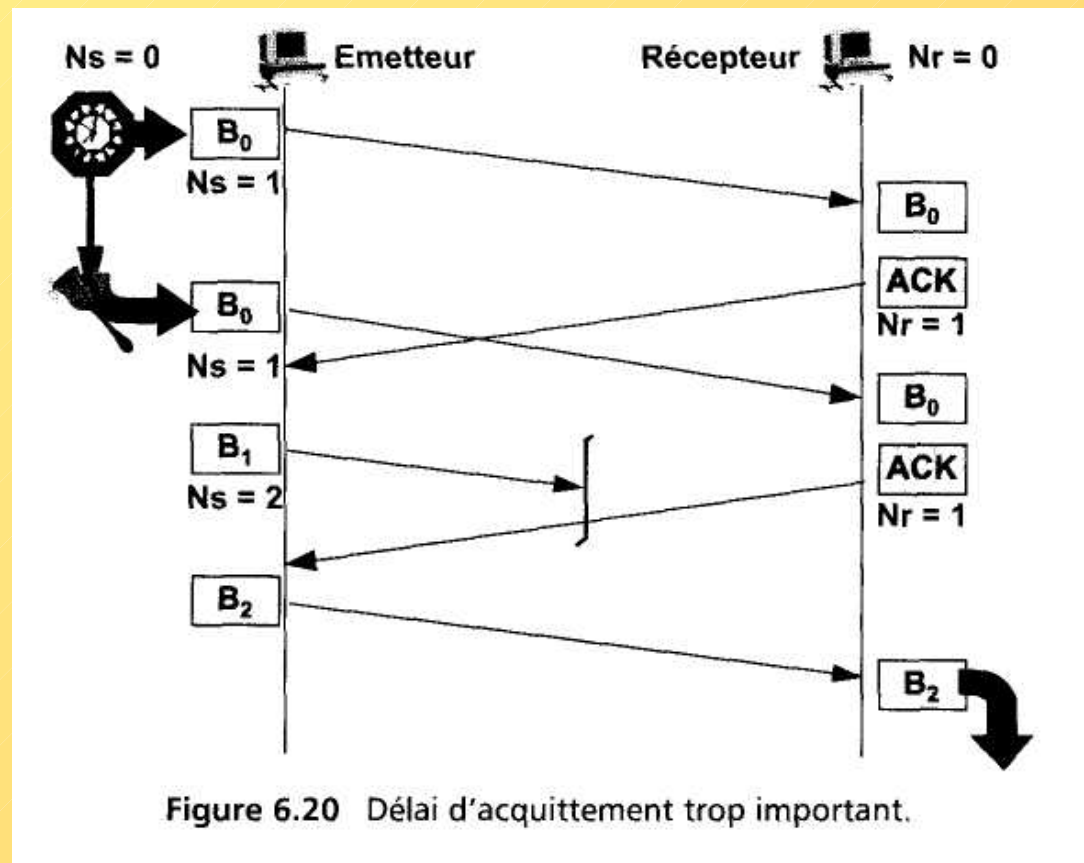 Ns = 0 Emetteur Récepteur Nr = 0
B₀
Ns = 1
B₀
ACK
Nr = 1
B₀
Ns = 1
B₀
B₁
Ns = 2
ACK
Nr = 1
B₂
B₂
Figure 6.20 Délai d'acquittement trop important.